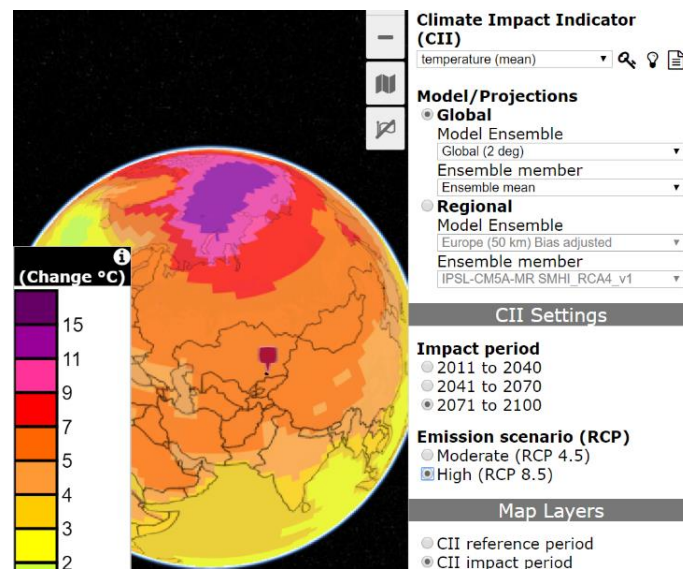 Climate Impact Indicator
(CII)
temperature (mean)
Model/Projections
Global
Model Ensemble
Global (2 deg)
Ensemble member
Ensemble mean
Regional
Model Ensemble
Europe (50 km) Bias adjusted
Ensemble member
IPSL-CM5A-MR SMHI_RCA4_v1
CII Settings
Impact period
2011 to 2040
2041 to 2070
2071 to 2100
Emission scenario (RCP)
Moderate (RCP 4.5)
High (RCP 8.5)
Map Layers
CII reference period
CII impact period
(Change °C)
15
11
9
7
5
4
3
2